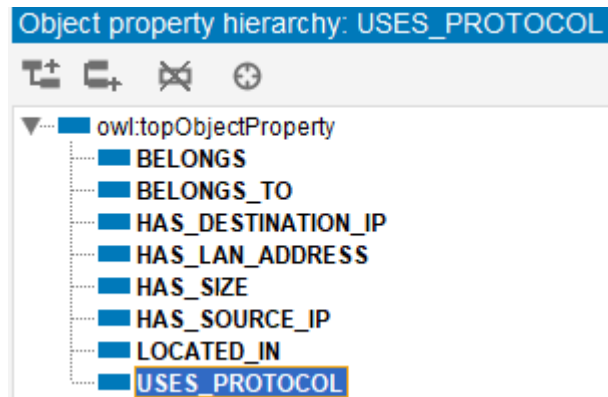 Object property hierarchy: USES_PROTOCOL
owl:topObjectProperty
BELONGS
BELONGS_TO
HAS_DESTINATION_IP
HAS_LAN_ADDRESS
HAS_SIZE
HAS_SOURCE_IP
LOCATED_IN
USES_PROTOCOL